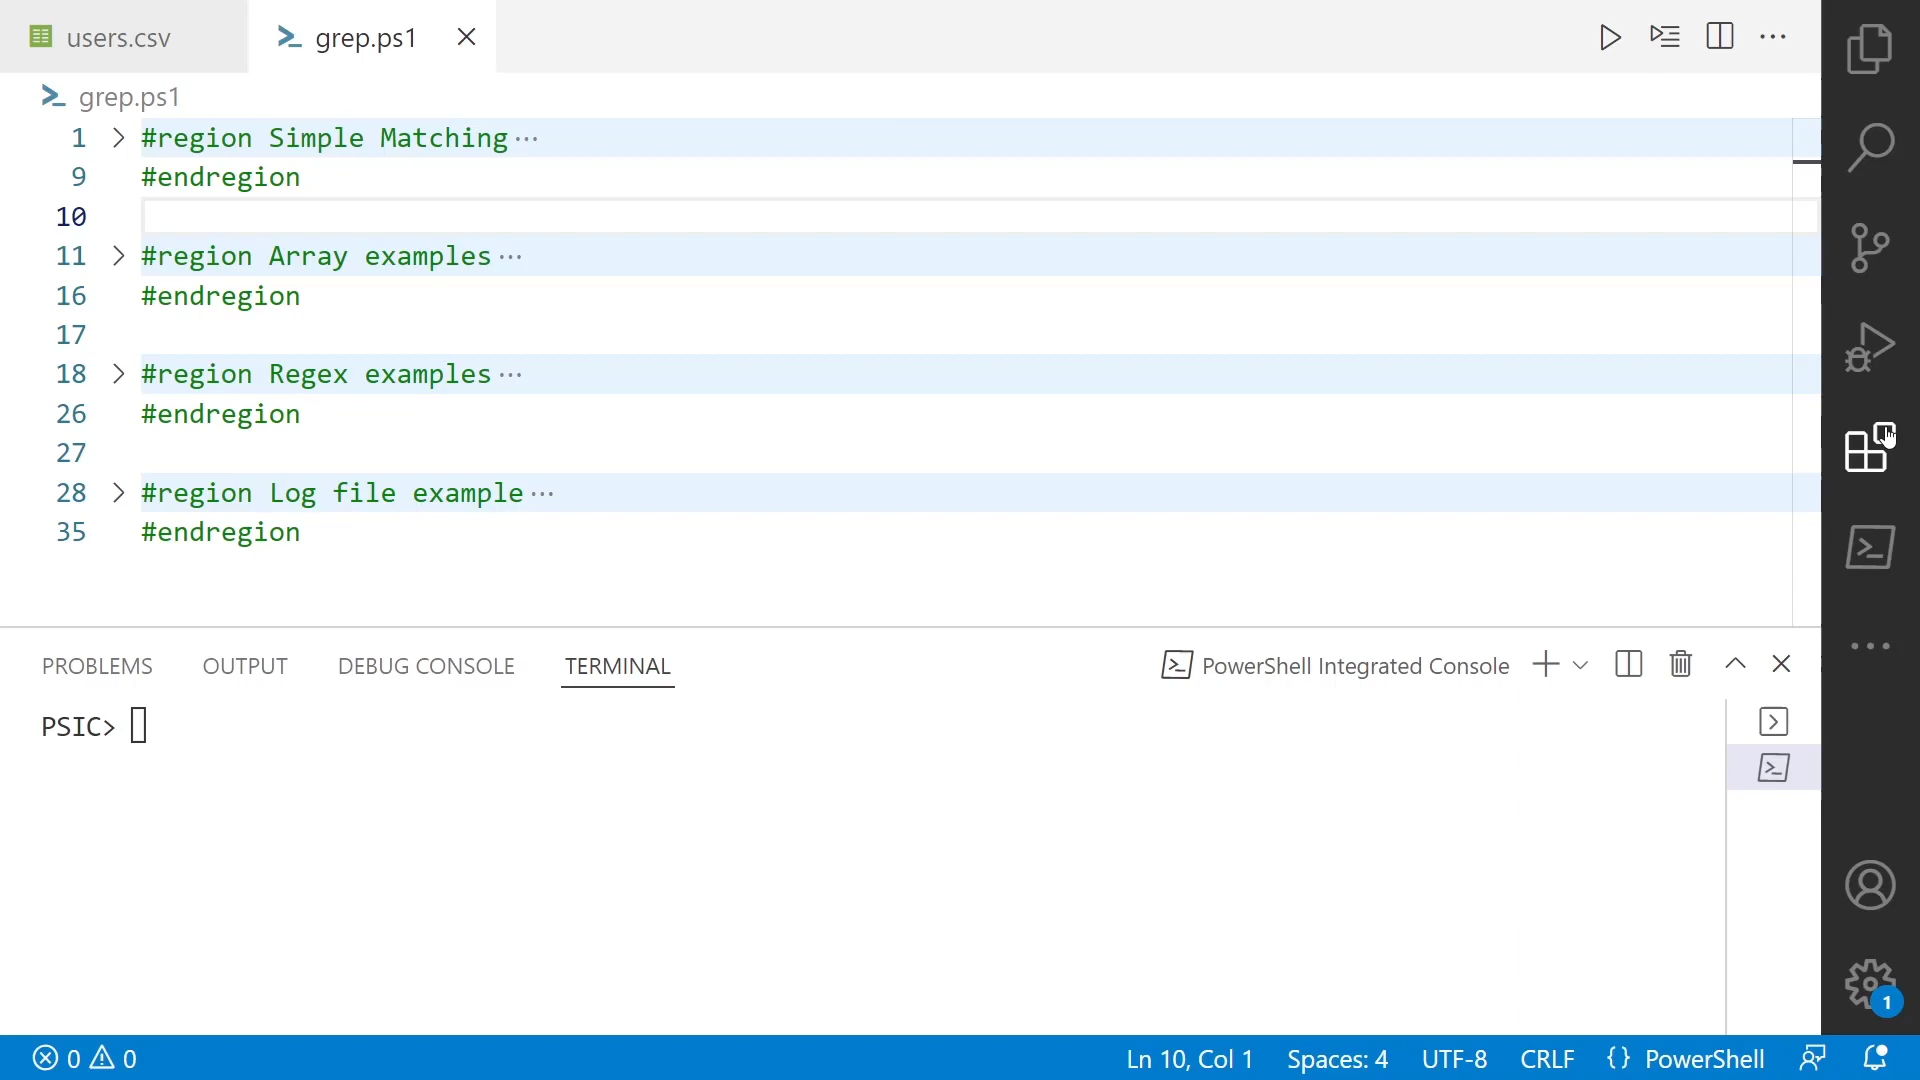 users.csv
grep.ps1
grep.ps1
1 #region Simple Matching···
9 #endregion
10
11 #region Array examples···
16 #endregion
17
18 #region Regex examples···
26 #endregion
27
28 #region Log file example···
35 #endregion
PROBLEMS OUTPUT DEBUG CONSOLE TERMINAL PowerShell Integrated Console
PSIC>
1
0 0 Ln 10, Col 1 Spaces: 4 UTF-8 CRLF {} PowerShell